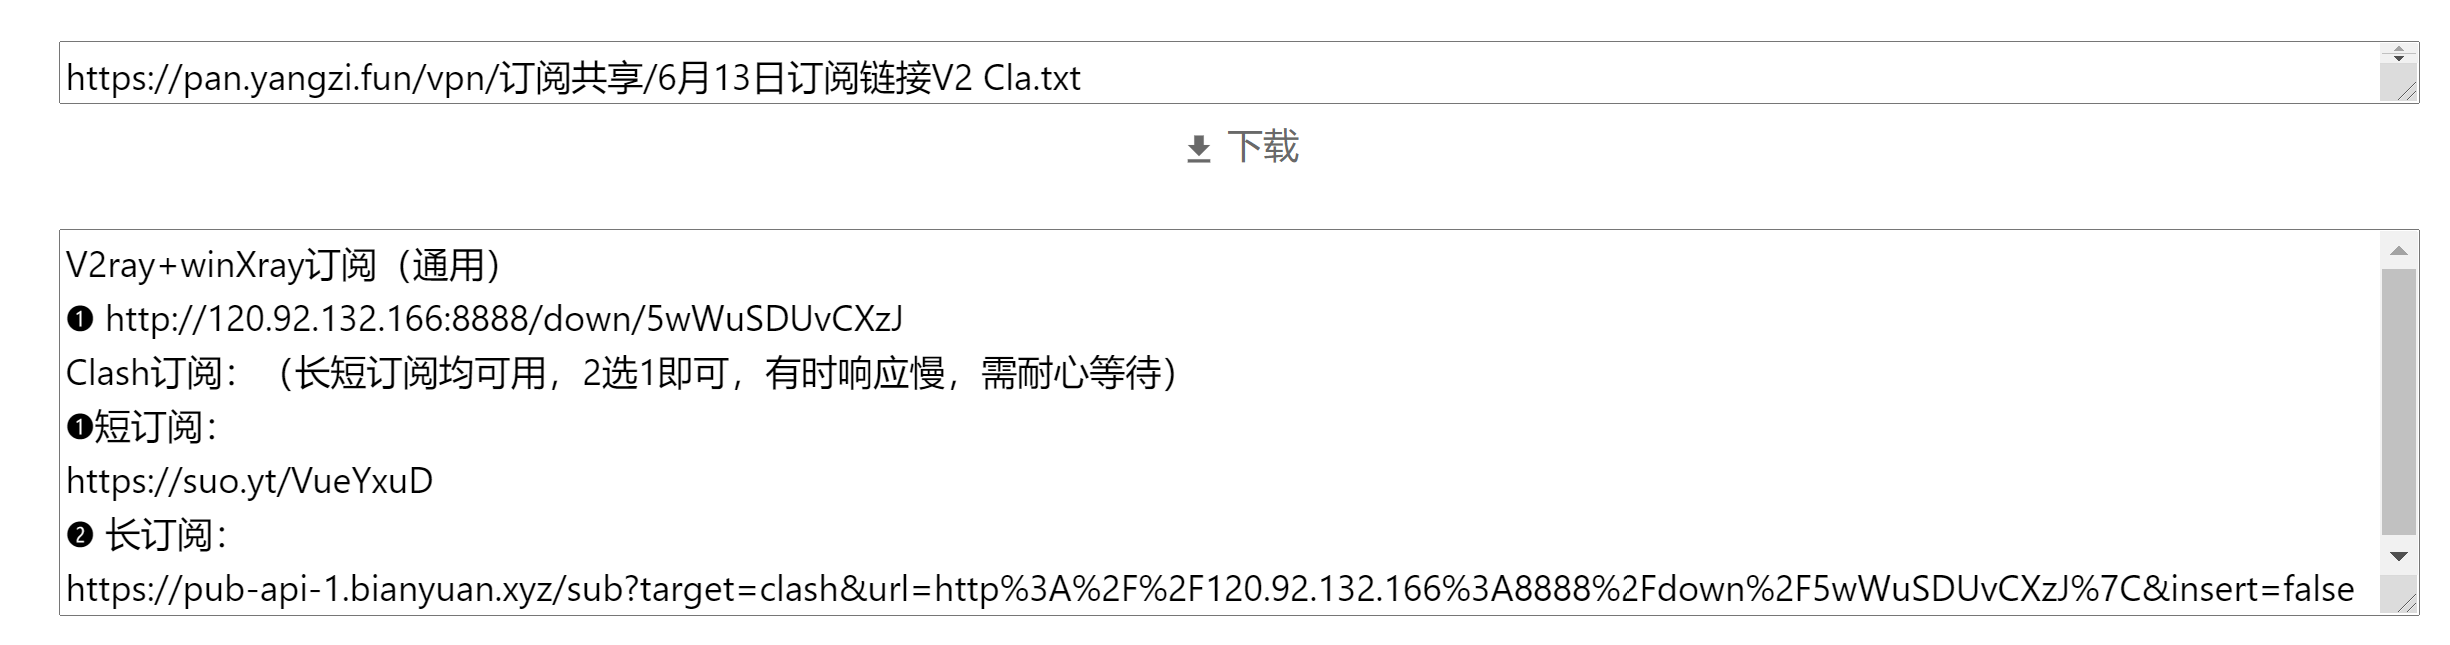 https://pan.yangzi.fun/vpn/订阅共享/6月13日订阅链接V2 Cla.txt
下载
V2ray+winXray订阅（通用）
❶ http://120.92.132.166:8888/down/5wWuSDUvCXzJ
Clash订阅：（长短订阅均可用，2选1即可，有时响应慢，需耐心等待）
❶短订阅：
https://suo.yt/VueYxuD
❷ 长订阅：
https://pub-api-1.bianyuan.xyz/sub?target=clash&url=http%3A%2F%2F120.92.132.166%3A8888%2Fdown%2F5wWuSDUvCXzJ%7C&insert=false